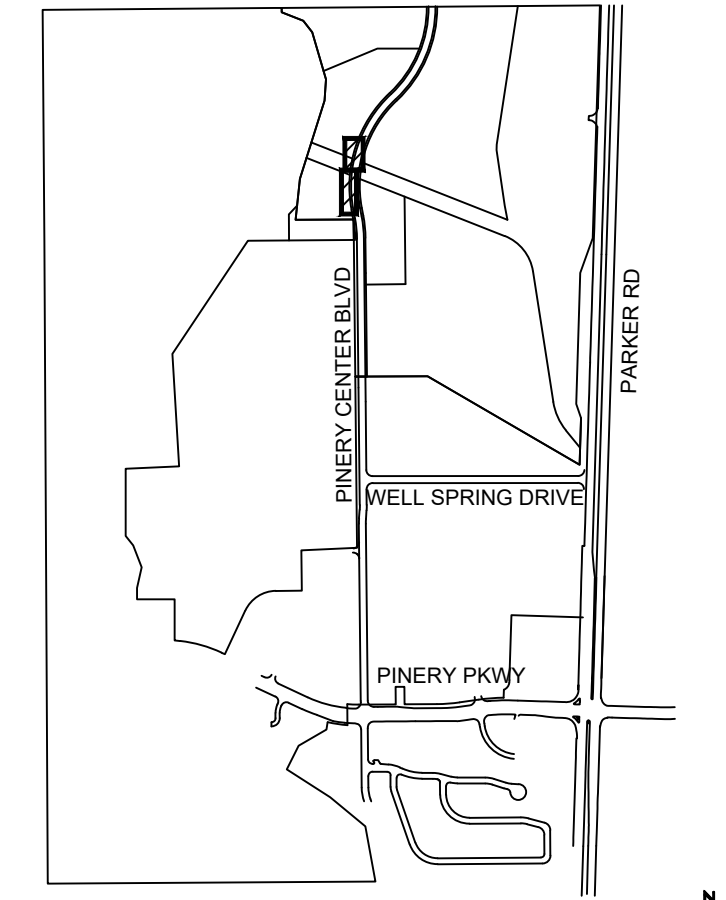 PINERY CENTER BLVD
PARKER RD
WELL SPRING DRIVE
PINERY PKWY
N